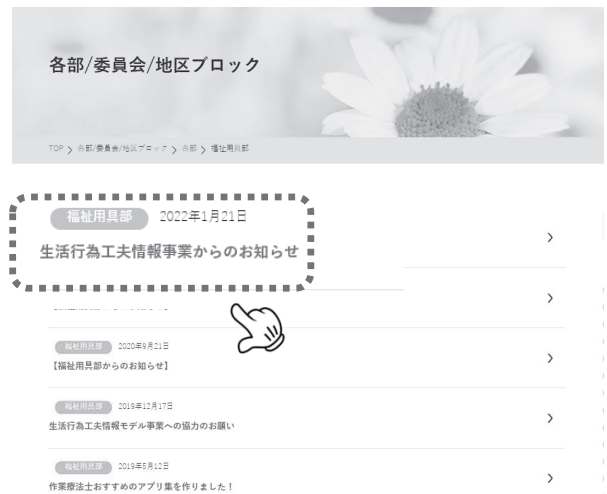 各部/委員会/地区ブロック
TOP > 各部/委員会/地区ブロック > 各部 > 福祉用具部
福祉用具部 2022年1月21日
生活行為工夫情報事業からのお知らせ
福祉用具部 2020年9月21日
【福祉用具部からのお知らせ】
福祉用具部 2019年12月17日
生活行為工夫情報モデル事業への協力のお願い
福祉用具部 2019年5月12日
作業療法士おすすめのアプリ集を作りました！